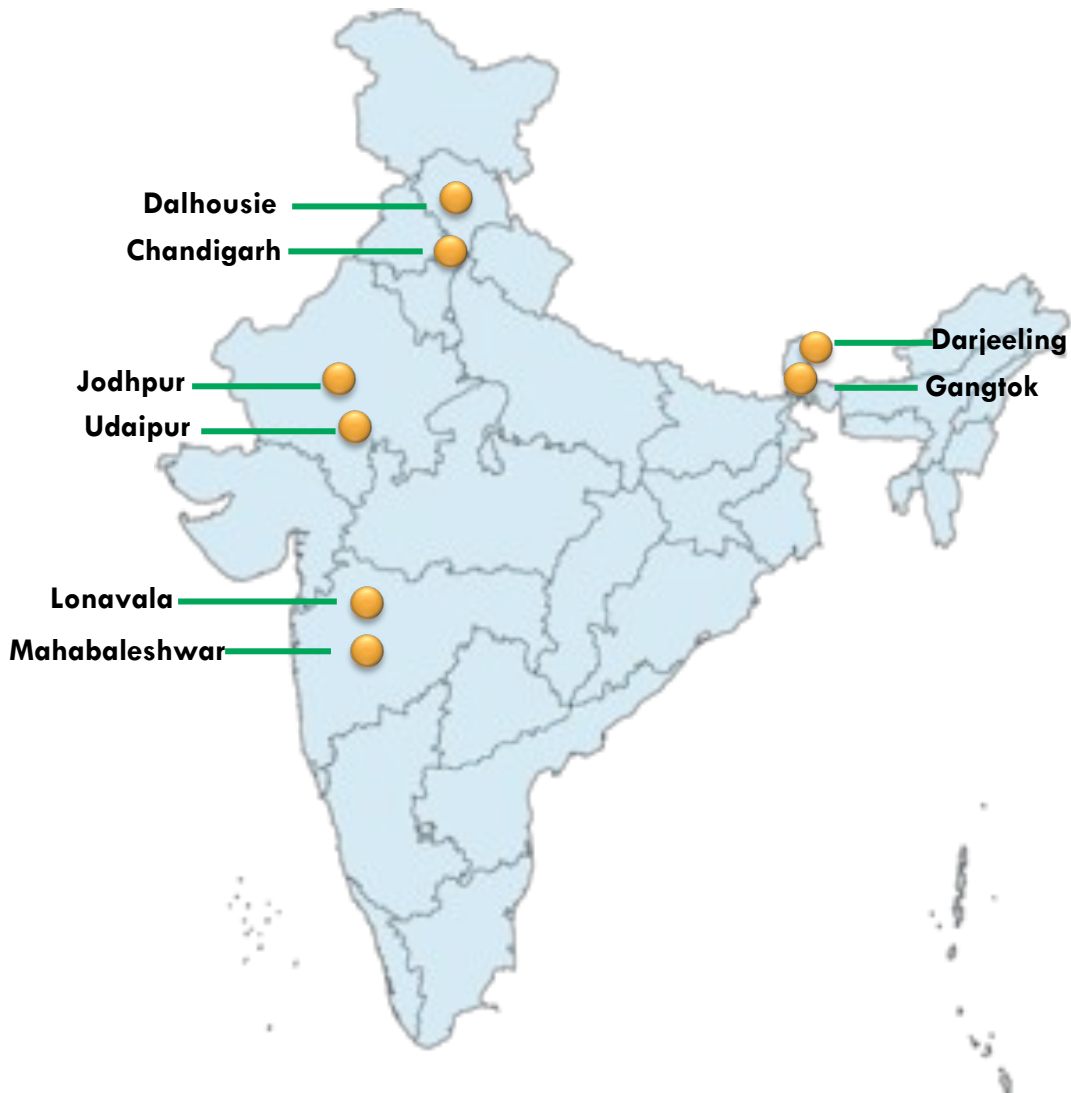 Dalhousie
Chandigarh
Darjeeling
Jodhpur
Gangtok
Udaipur
Lonavala
Mahabaleshwar